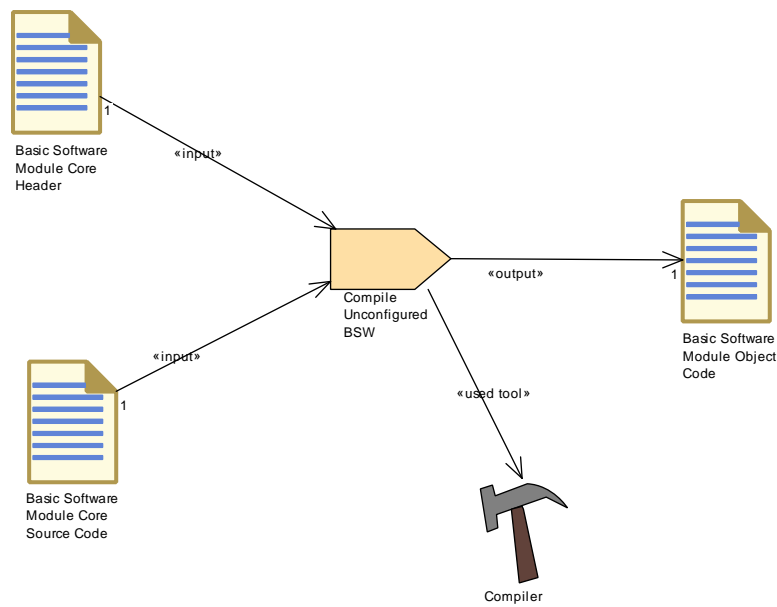 1
Basic Software
Module Core
Header
«input»
Compile
Unconfigured
BSW
«output»
1
Basic Software
Module Object
Code
«input»
1
Basic Software
Module Core
Source Code
«used tool»
Compiler